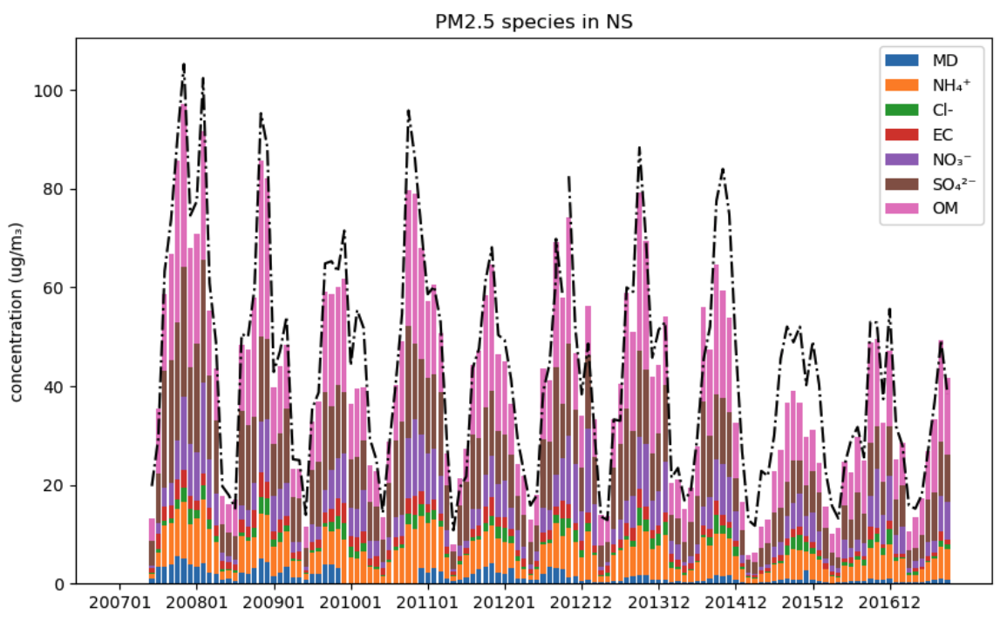 PM2.5 species in NS
concentration (ug/m₃)
100
80
60
40
20
0
MD
NH₄⁺
Cl-
EC
NO₃⁻
SO₄²⁻
OM
200701 200801 200901 201001 201101 201201 201212 201312 201412 201512 201612